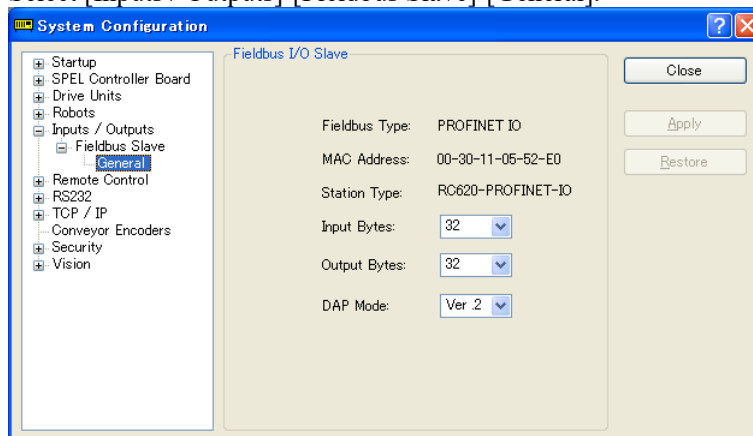 Select [Inputs / Outputs]-[Fieldbus Slave]-[General].
System Configuration
Startup
SPEL Controller Board
Drive Units
Robots
Inputs / Outputs
Fieldbus Slave
General
Remote Control
RS232
TCP / IP
Conveyor Encoders
Security
Vision
Fieldbus I/O Slave
Fieldbus Type: PROFINET IO
MAC Address: 00-30-11-05-52-E0
Station Type: RC620-PROFINET-IO
Input Bytes: 32
Output Bytes: 32
DAP Mode: Ver.2
Close
Apply
Restore